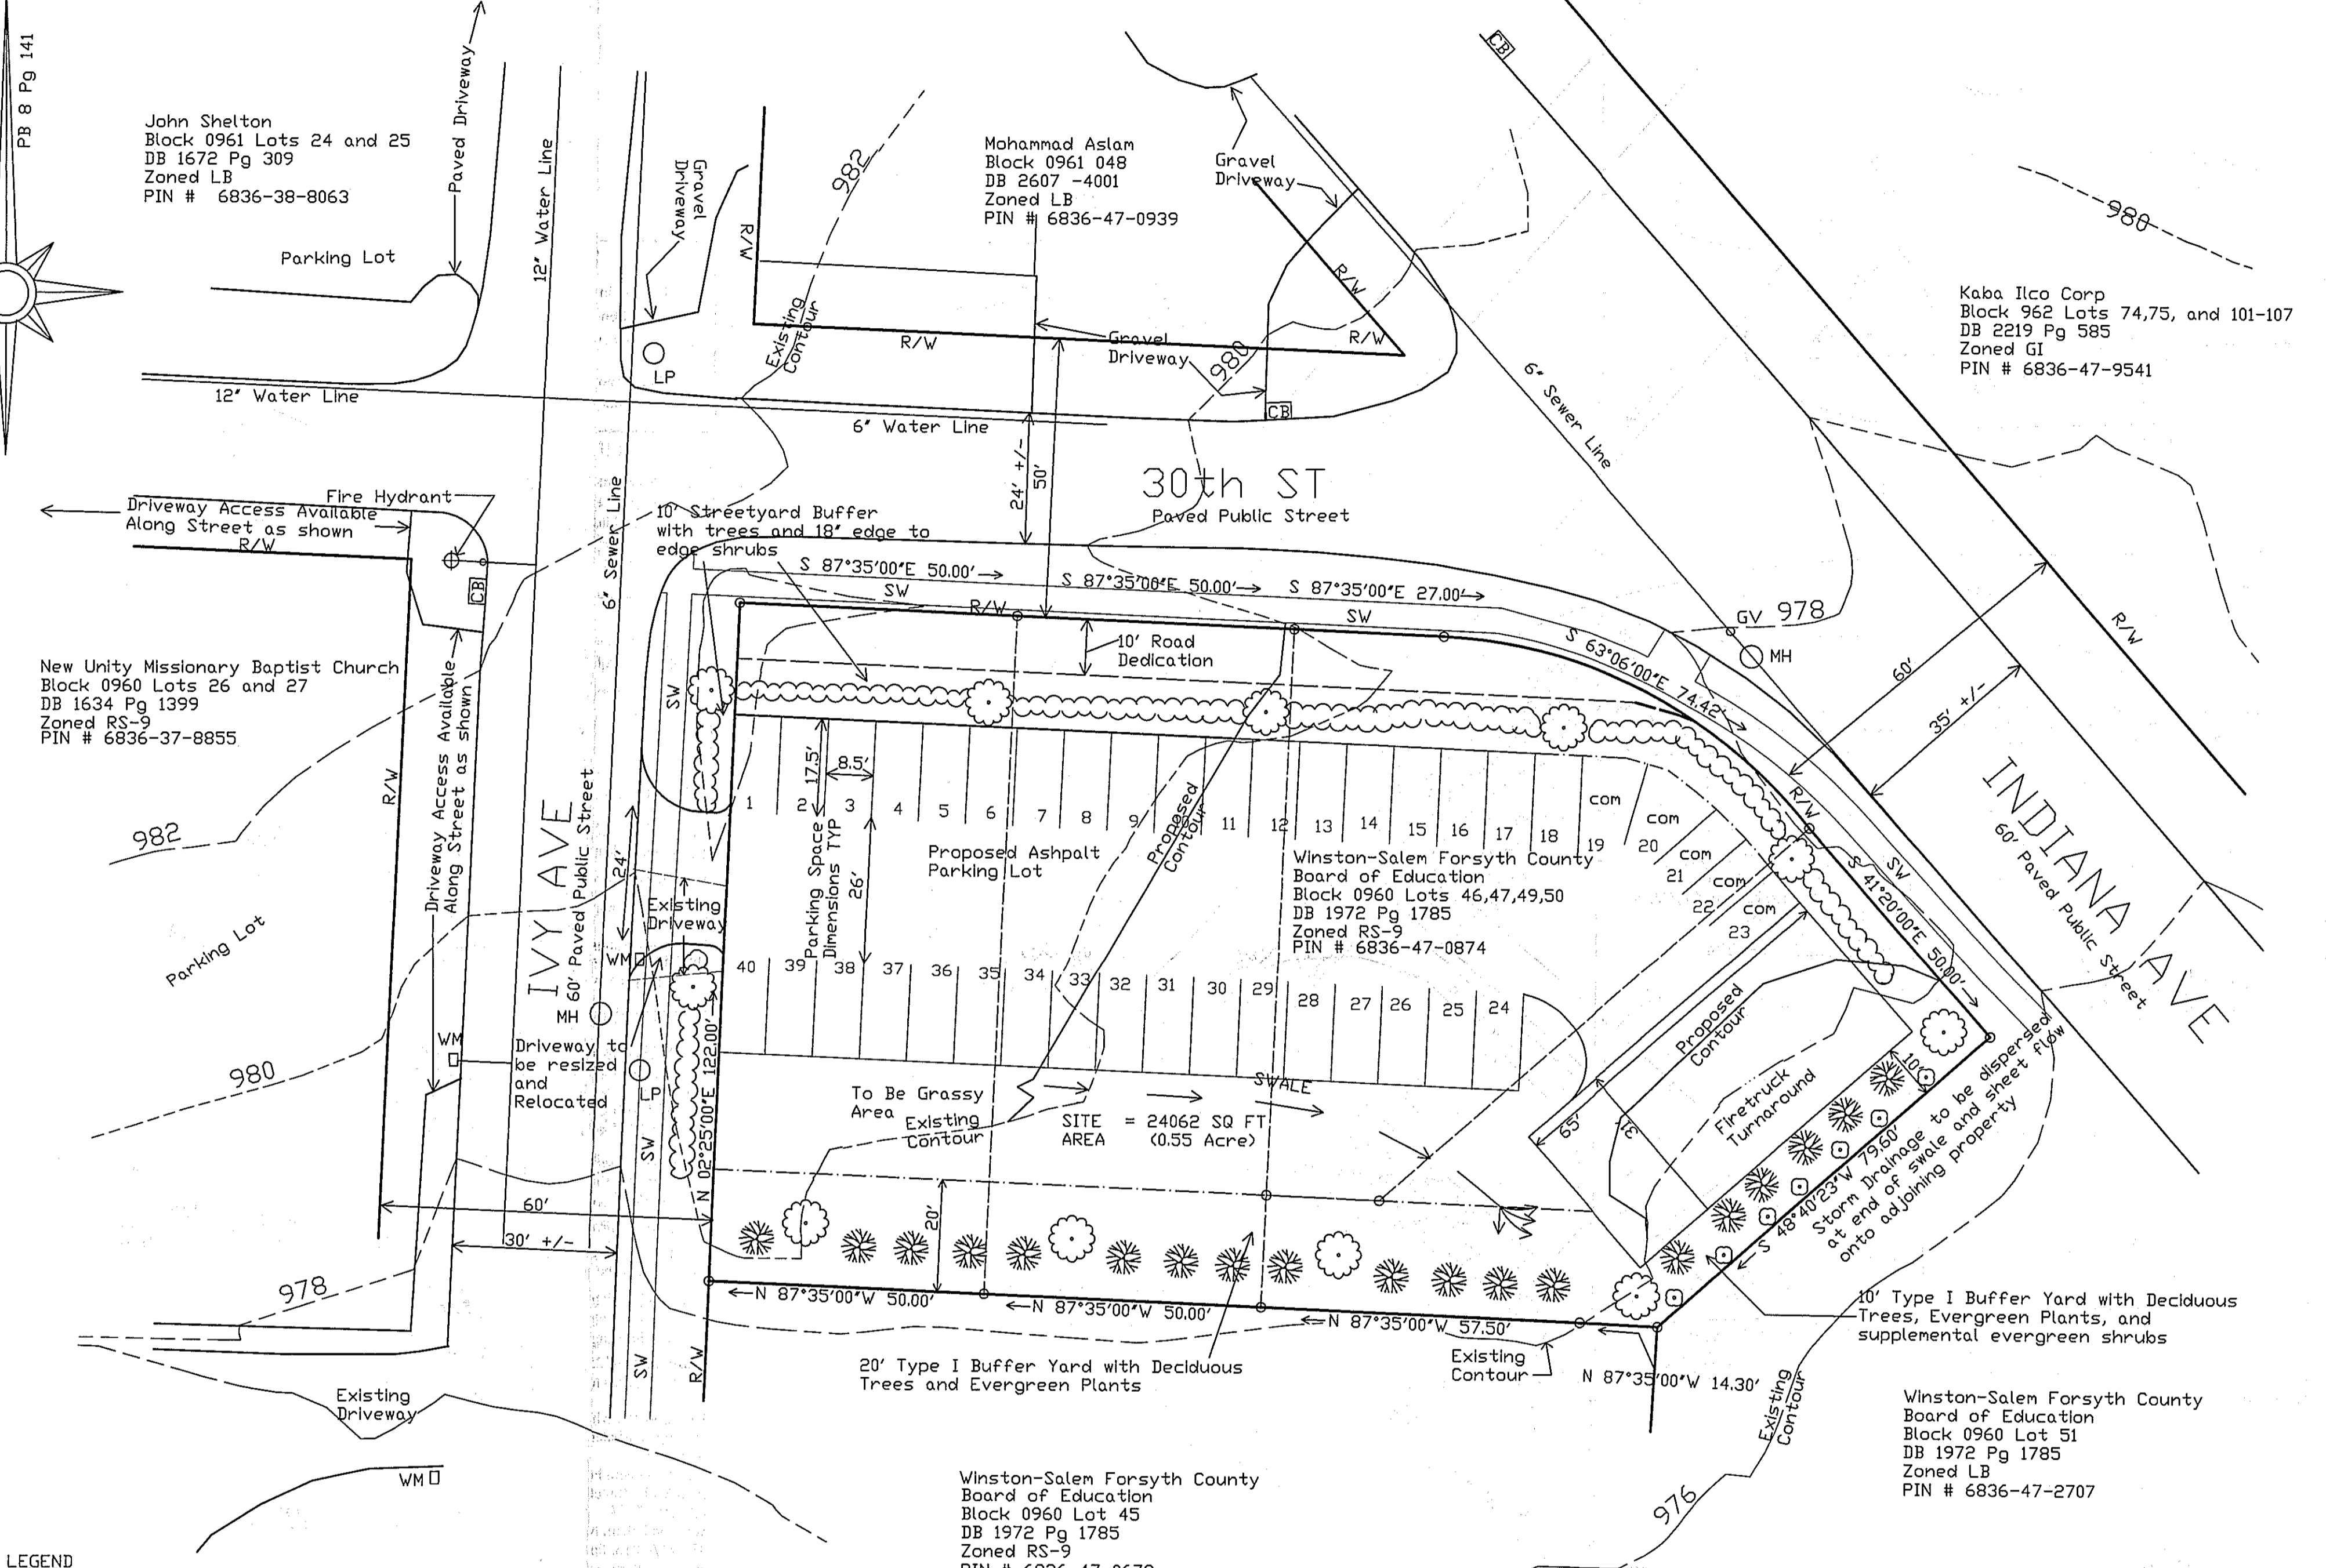 PB 8 Pg 141
John Shelton
Block 0961 Lots 24 and 25
DB 1672 Pg 309
Zoned LB
PIN # 6836-38-8063
Parking Lot
Paved Driveway
12" Water Line
12" Water Line
Gravel
Driveway
R/W
982
Existing
Contour
Mohammad Aslam
Block 0961 048
DB 2607 -4001
Zoned LB
PIN # 6836-47-0939
Gravel
Driveway
R/W
R/W
R/W
Gravel
Driveway
980
CB
CB
LP
6" Water Line
6" Sewer Line
980
Kaba Ilco Corp
Block 962 Lots 74,75, and 101-107
DB 2219 Pg 585
Zoned GI
PIN # 6836-47-9541
Fire Hydrant
Driveway Access Available
Along Street as shown
R/W
CB
6" Sewer Line
10' Streetyard Buffer
with trees and 18" edge to
edge shrubs
24' +/-
50'
30th ST
Paved Public Street
S 87°35'00"E 50.00'
S 87°35'00"E 50.00'
S 87°35'00"E 27.00'
SW
R/W
SW
S 63°06'00"E 74.42'
GV
978
MH
60'
35' +/-
R/W
10' Road
Dedication
New Unity Missionary Baptist Church
Block 0960 Lots 26 and 27
DB 1634 Pg 1399
Zoned RS-9
PIN # 6836-37-8855
R/W
Driveway Access Available
Along Street as shown
SW
982
IVY AVE
60' Paved Public Street
24'
17.5'
8.5'
Parking Space
Dimensions TYP
26'
1
2
3
4
5
6
7
8
9
10
11
12
13
14
15
16
17
18
com
19
com
20
com
21
com
22
com
23
Proposed
Contour
Proposed Ashpalt
Parking Lot
Winston-Salem Forsyth County
Board of Education
Block 0960 Lots 46,47,49,50
DB 1972 Pg 1785
Zoned RS-9
PIN # 6836-47-0874
R/W
SW
S 41°20'00"E 50.00'
INDIANA AVE
60' Paved Public Street
Existing
Driveway
WM
Parking Lot
40
39
38
37
36
35
34
33
32
31
30
29
28
27
26
25
24
MH
WM
Driveway to
be resized
and
Relocated
LP
N 02°25'00"E 122.00'
SW
980
To Be Grassy
Area
Existing
Contour
SITE = 24062 SQ FT
AREA (0.55 Acre)
SWALE
65'
31'
10'
Proposed
Contour
Firetruck
Turnaround
S 48°40'23"W 79.60'
Storm Drainage to be dispersed
at end of swale and sheet flow
onto adjoining property
60'
30' +/-
20'
978
N 87°35'00"W 50.00'
N 87°35'00"W 50.00'
N 87°35'00"W 57.50'
N 87°35'00"W 14.30'
SW
R/W
20' Type I Buffer Yard with Deciduous
Trees and Evergreen Plants
Existing
Contour
10' Type I Buffer Yard with Deciduous
Trees, Evergreen Plants, and
supplemental evergreen shrubs
Existing
Contour
Existing
Driveway
WM
976
Winston-Salem Forsyth County
Board of Education
Block 0960 Lot 51
DB 1972 Pg 1785
Zoned LB
PIN # 6836-47-2707
Winston-Salem Forsyth County
Board of Education
Block 0960 Lot 45
DB 1972 Pg 1785
Zoned RS-9
LEGEND